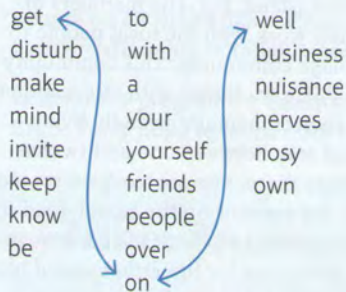 get to well
disturb with business
make a nuisance
mind your nerves
invite yourself nosy
keep friends own
know people
be over
on